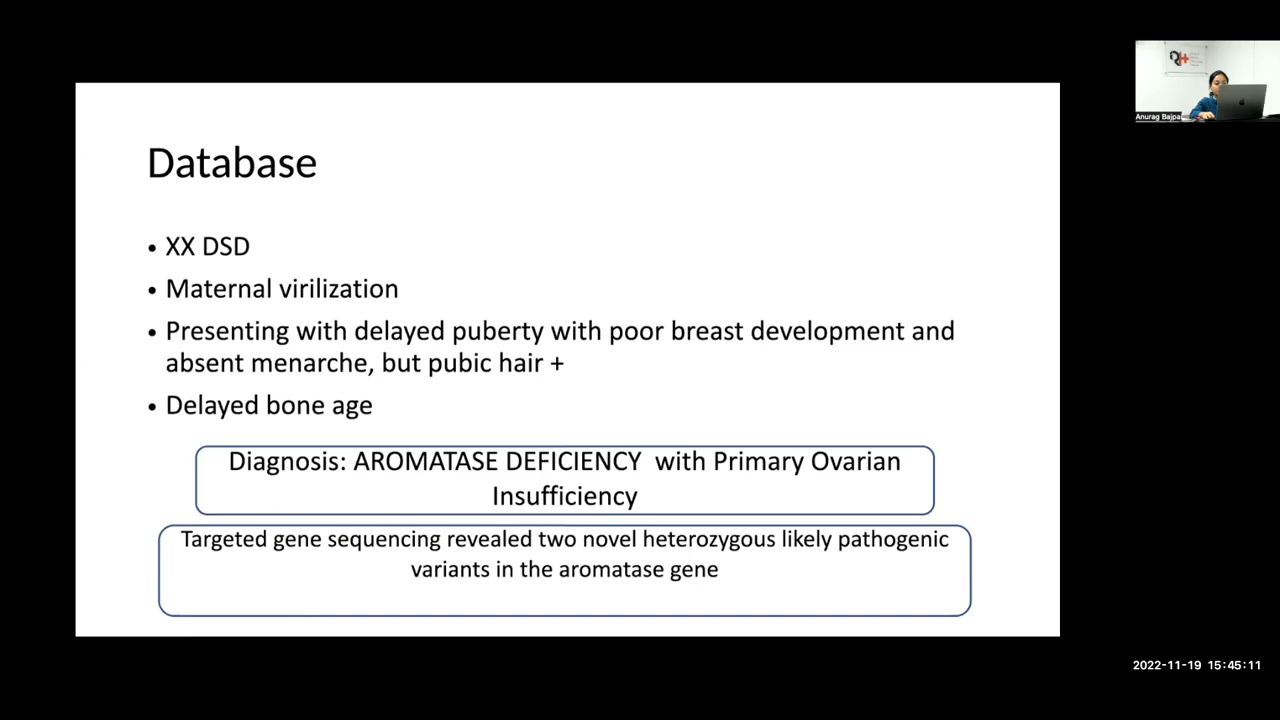 Database
• XX DSD
• Maternal virilization
• Presenting with delayed puberty with poor breast development and
absent menarche, but pubic hair +
• Delayed bone age
Diagnosis: AROMATASE DEFICIENCY with Primary Ovarian
Insufficiency
Targeted gene sequencing revealed two novel heterozygous likely pathogenic
variants in the aromatase gene
Anurag Bajpai
2022-11-19 15:45:11